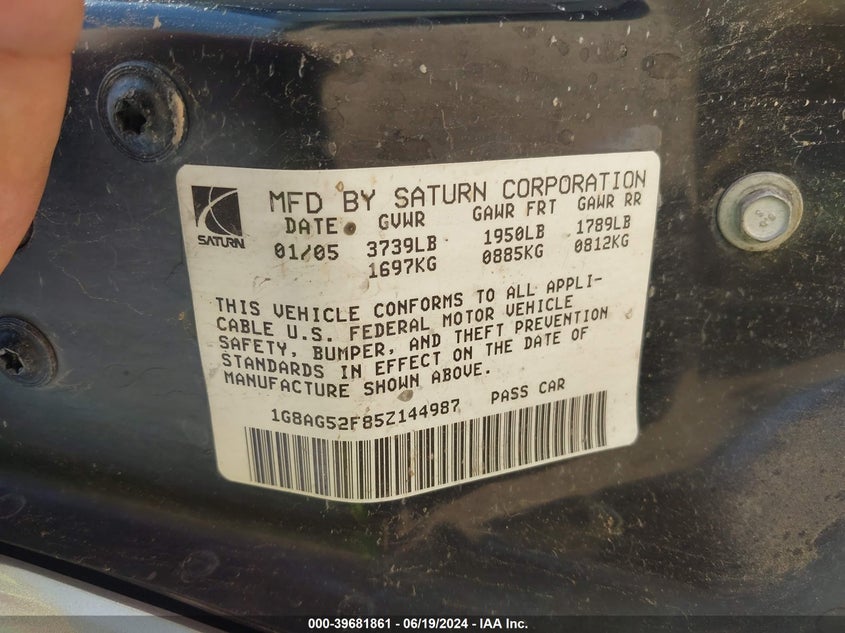 MFD BY SATURN CORPORATION
DATE GVWR GAWR FRT GAWR RR
01/05 3739LB 1950LB 1789LB
1697KG 0885KG 0812KG
SATURN
THIS VEHICLE CONFORMS TO ALL APPLI-
CABLE U.S. FEDERAL MOTOR VEHICLE
SAFETY, BUMPER, AND THEFT PREVENTION
STANDARDS IN EFFECT ON THE DATE OF
MANUFACTURE SHOWN ABOVE.
1G8AG52F85Z144987 PASS CAR
000-39681861 / 06/19/2024 - IAA Inc.